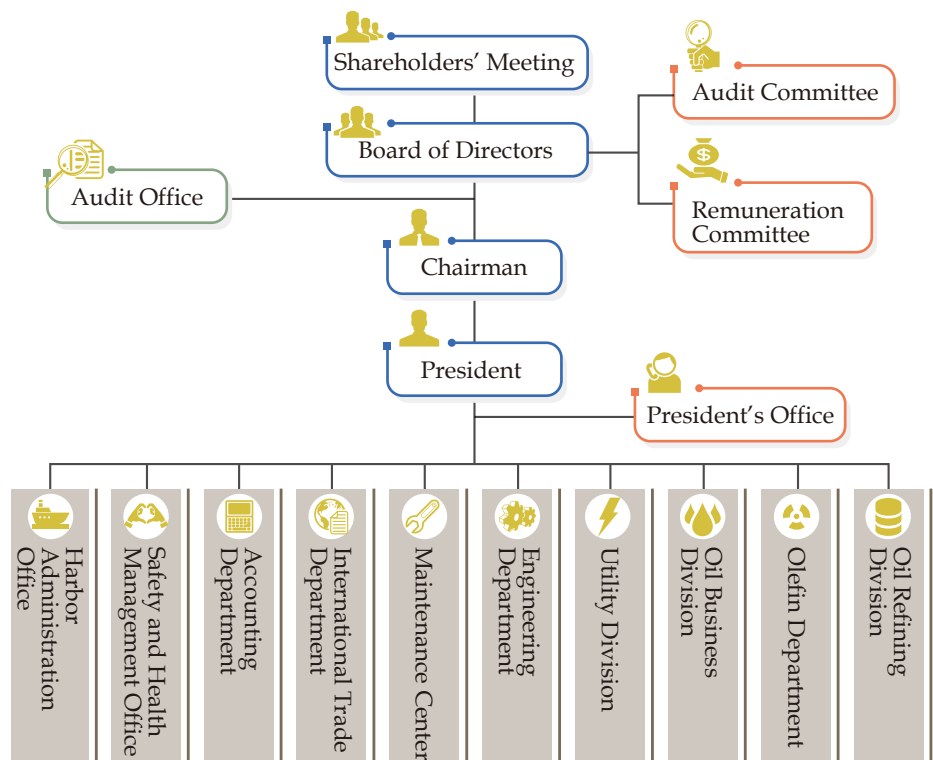 Shareholders’ Meeting
Audit Committee
Board of Directors
Audit Office
Remuneration
Committee
Chairman
President
President’s Office
Harbor
Administration
Office
Safety and Health
Management Office
Accounting
Department
International Trade
Department
Maintenance Center
Engineering
Department
Utility Division
Oil Business
Division
Olefin Department
Oil Refining
Division